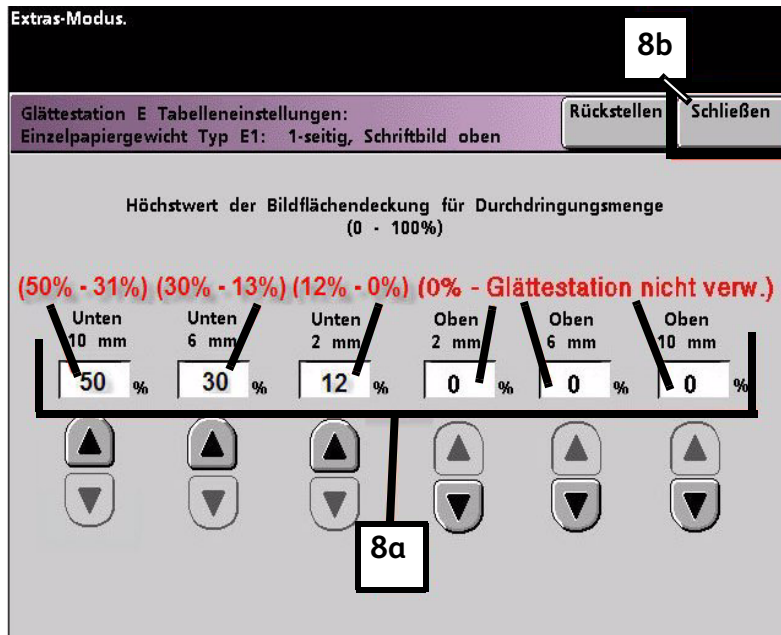 Extras-Modus.
8b
Glättestation E Tabelleneinstellungen:
Einzelpapiergewicht Typ E1: 1-seitig, Schriftbild oben
Rückstellen
Schließen
Höchstwert der Bildflächendeckung für Durchdringungsmenge
(0 - 100%)
(50% - 31%) (30% - 13%) (12% - 0%) (0% - Glättestation nicht verw.)
Unten Unten Unten Oben Oben Oben
10 mm 6 mm 2 mm 2 mm 6 mm 10 mm
50 % 30 % 12 % 0 % 0 % 0 %
8a